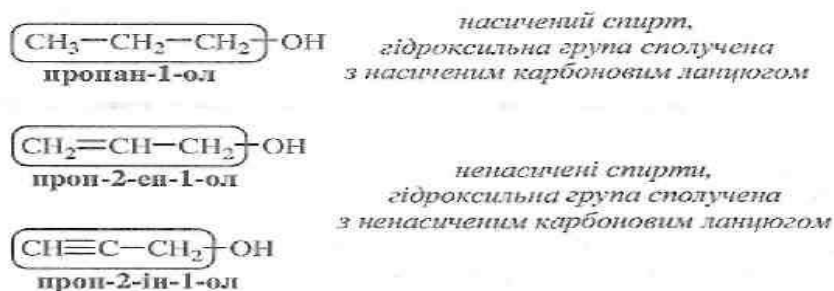 CH₃—CH₂—CH₂—OH
пропан-1-ол
насичений спирт,
гідроксильна група сполучена
з насиченим карбоновим ланцюгом
CH₂=CH—CH₂—OH
проп-2-ен-1-ол
CH≡C—CH₂—OH
проп-2-ін-1-ол
ненасичені спирти,
гідроксильна група сполучена
з ненасиченим карбоновим ланцюгом